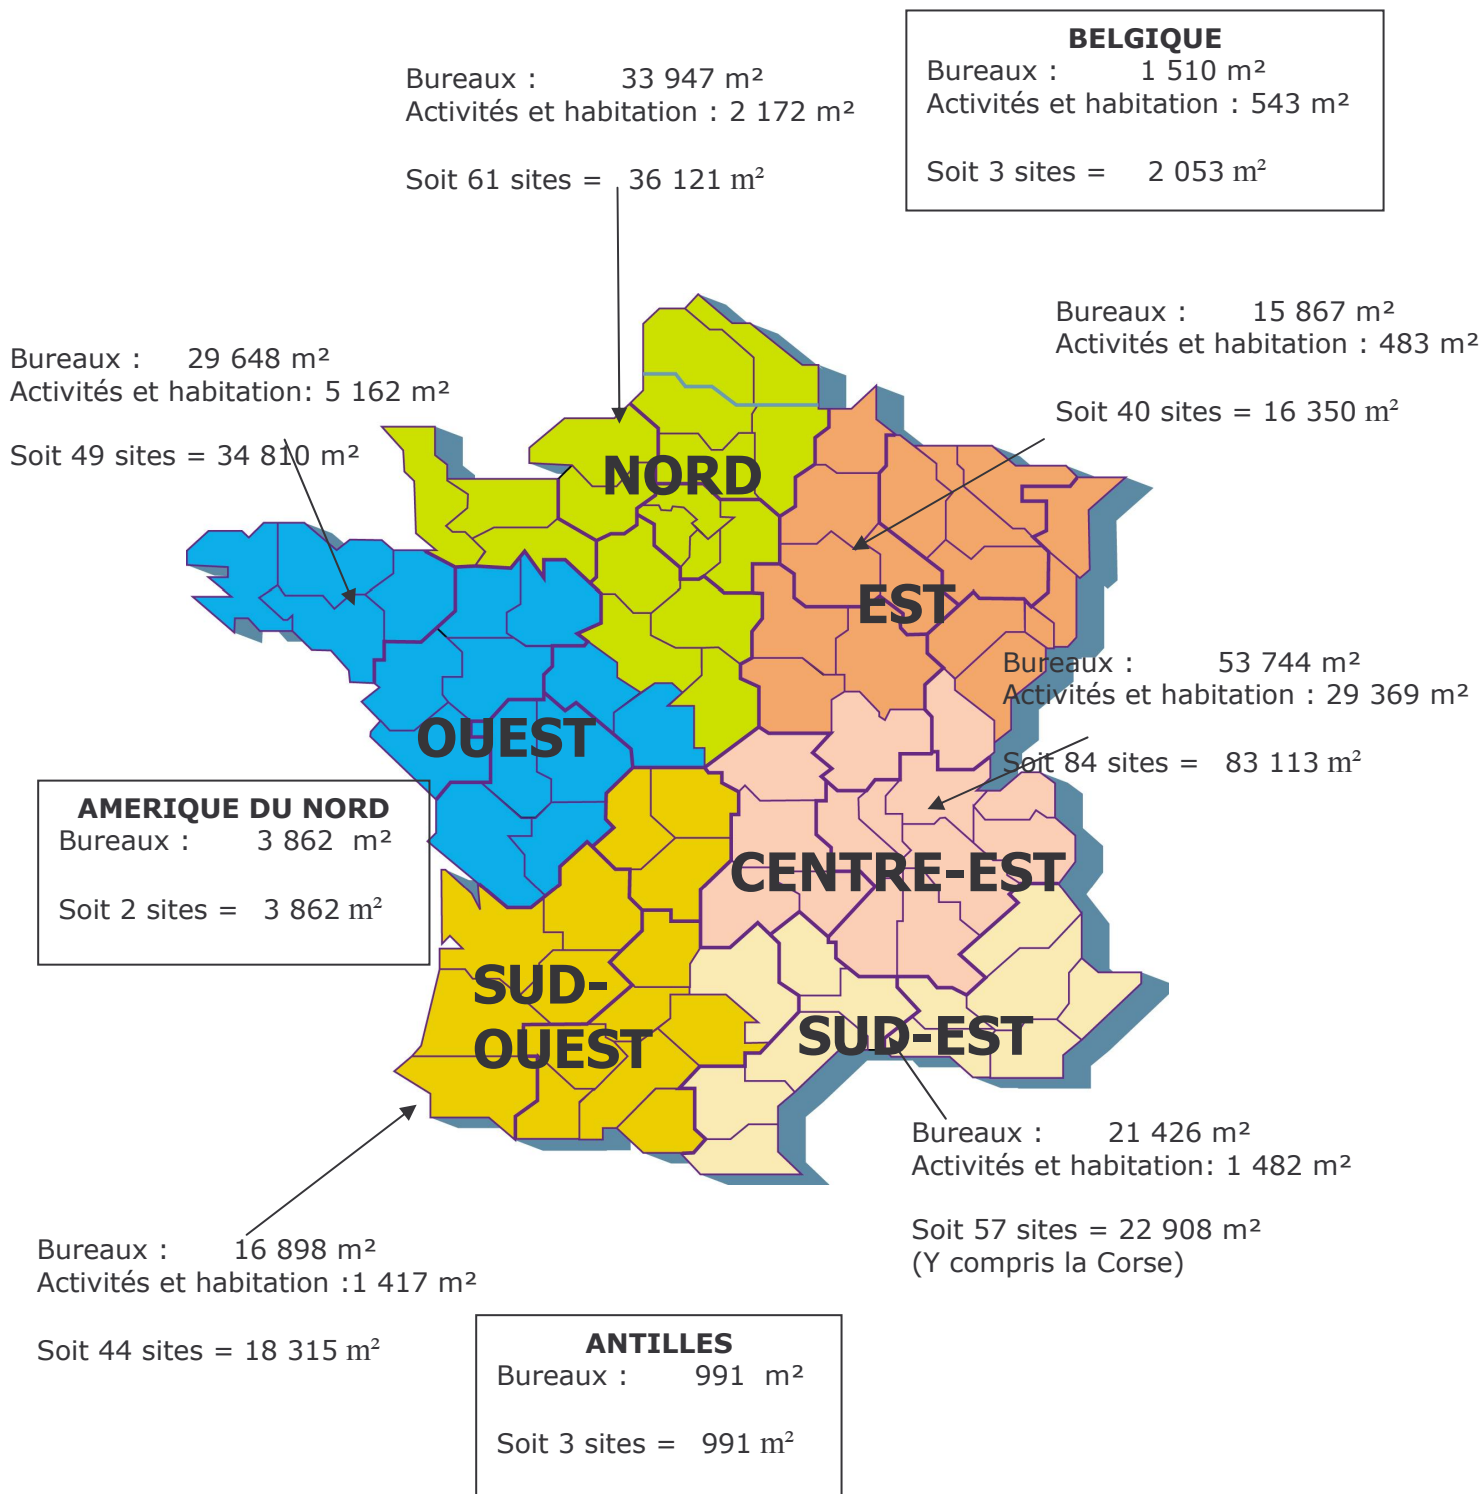 BELGIQUE
Bureaux : 1 510 m²
Activités et habitation : 543 m²
Soit 3 sites = 2 053 m²
Bureaux : 33 947 m²
Activités et habitation : 2 172 m²
Soit 61 sites = 36 121 m²
Bureaux : 15 867 m²
Activités et habitation : 483 m²
Soit 40 sites = 16 350 m²
Bureaux : 29 648 m²
Activités et habitation: 5 162 m²
Soit 49 sites = 34 810 m²
NORD
EST
Bureaux : 53 744 m²
Activités et habitation : 29 369 m²
Soit 84 sites = 83 113 m²
OUEST
AMERIQUE DU NORD
Bureaux : 3 862 m²
Soit 2 sites = 3 862 m²
CENTRE-EST
SUD-
OUEST
SUD-EST
Bureaux : 21 426 m²
Activités et habitation: 1 482 m²
Soit 57 sites = 22 908 m²
(Y compris la Corse)
Bureaux : 16 898 m²
Activités et habitation :1 417 m²
Soit 44 sites = 18 315 m²
ANTILLES
Bureaux : 991 m²
Soit 3 sites = 991 m²